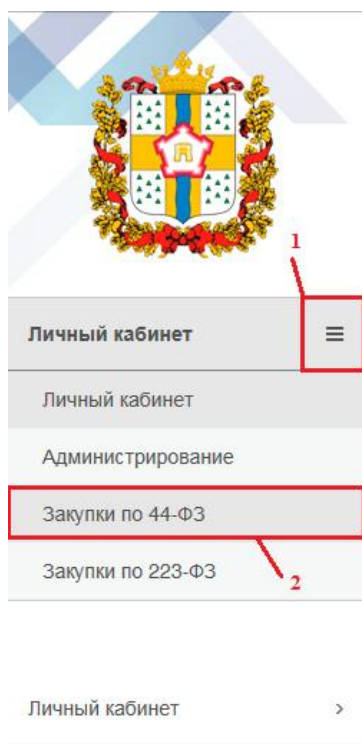 1
Личный кабинет
Личный кабинет
Администрирование
Закупки по 44-ФЗ
Закупки по 223-ФЗ
2
Личный кабинет